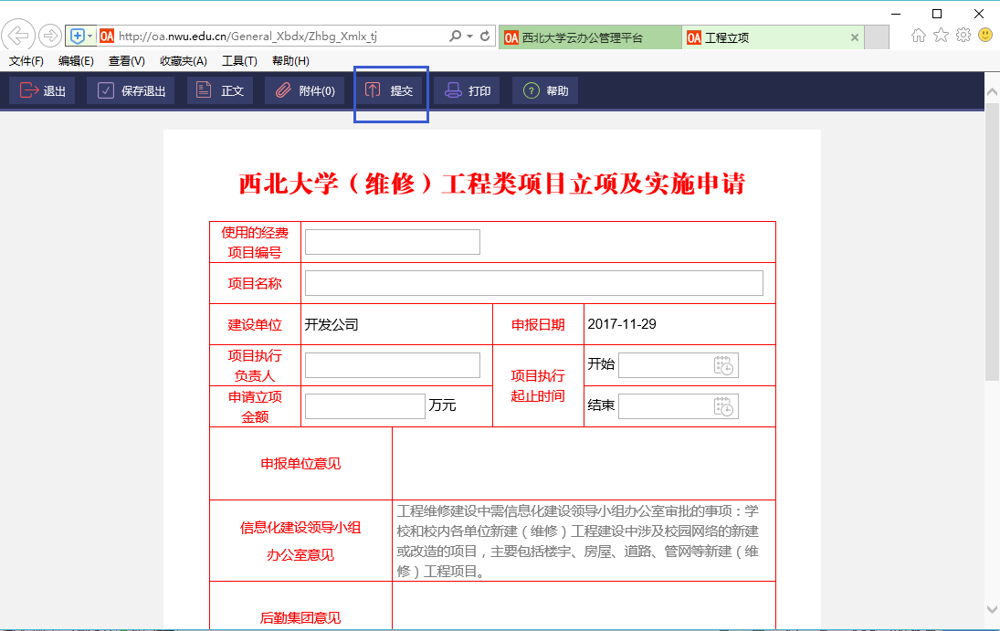 http://oa.nwu.edu.cn/General_Xbdx/Zhbg_Xmlx_tj
OA 西北大学云办公管理平台
OA 工程立项
文件(F) 编辑(E) 查看(V) 收藏夹(A) 工具(T) 帮助(H)
退出 保存退出 正文 附件(0) 提交 打印 帮助
西北大学（维修）工程类项目立项及实施申请
使用的经费
项目编号
项目名称
建设单位 开发公司 申报日期 2017-11-29
项目执行
负责人
项目执行
起止时间
开始
申请立项
金额
万元
结束
申报单位意见
信息化建设领导小组
办公室意见
工程维修建设中需信息化建设领导小组办公室审批的事项：学
校和校内各单位新建（维修）工程建设中涉及校园网络的新建
或改造的项目，主要包括楼宇、房屋、道路、管网等新建（维
修）工程项目。
后勤集团意见